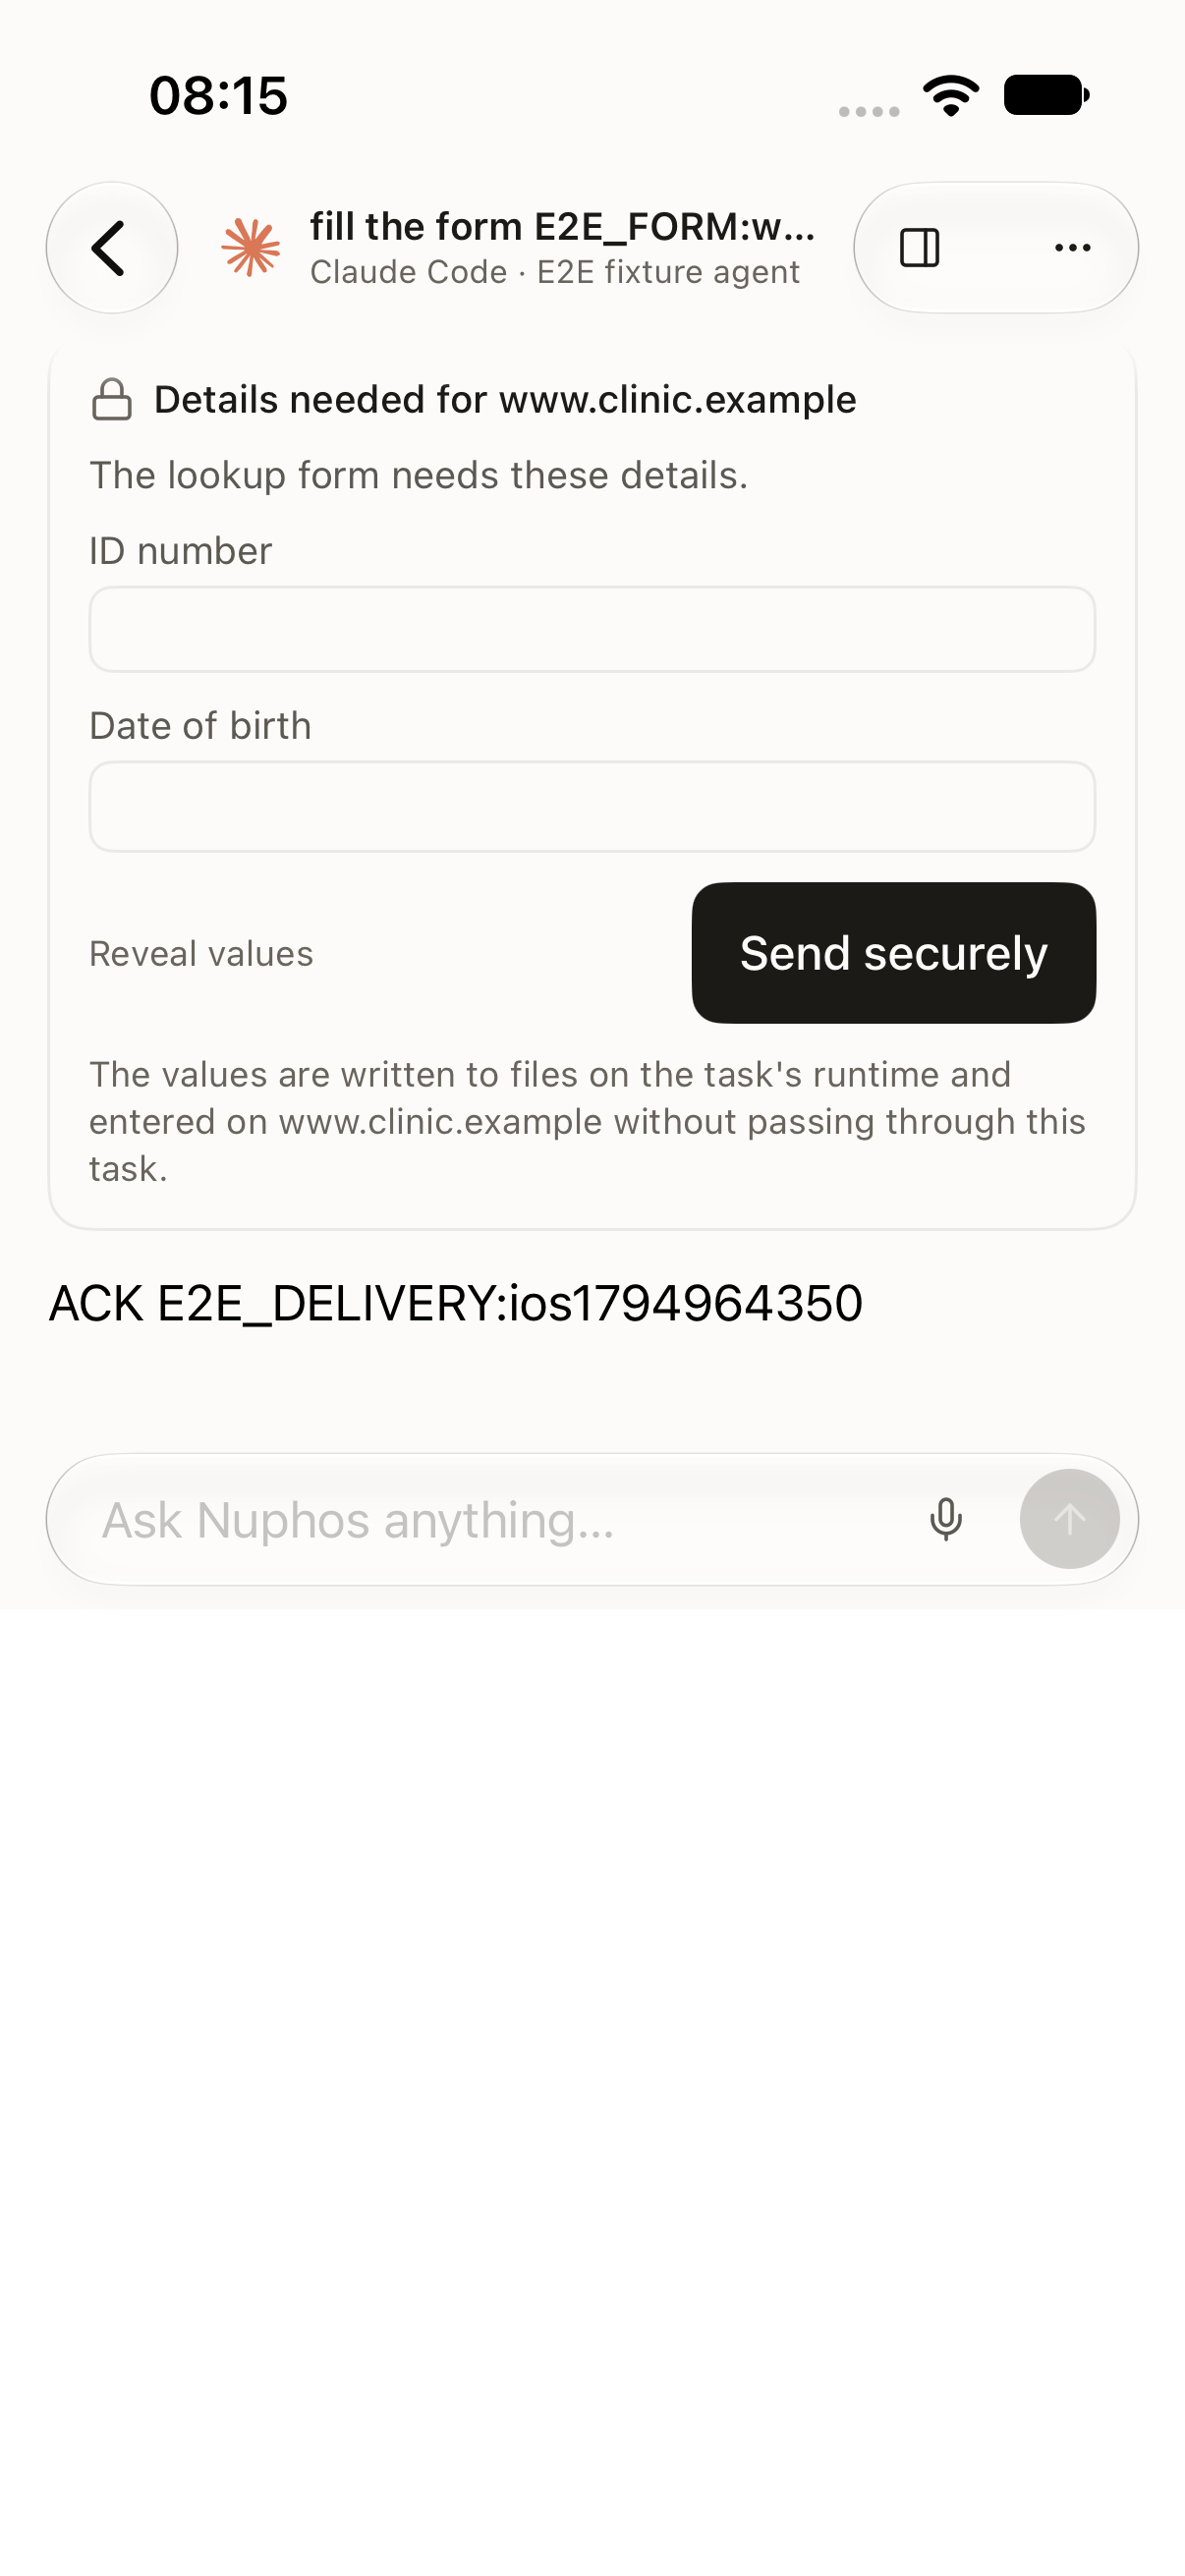 08:15
fill the form E2E_FORM:w...
Claude Code · E2E fixture agent
Details needed for www.clinic.example
The lookup form needs these details.
ID number
Date of birth
Reveal values
Send securely
The values are written to files on the task's runtime and
entered on www.clinic.example without passing through this
task.
ACK E2E_DELIVERY:ios1794964350
Ask Nuphos anything...